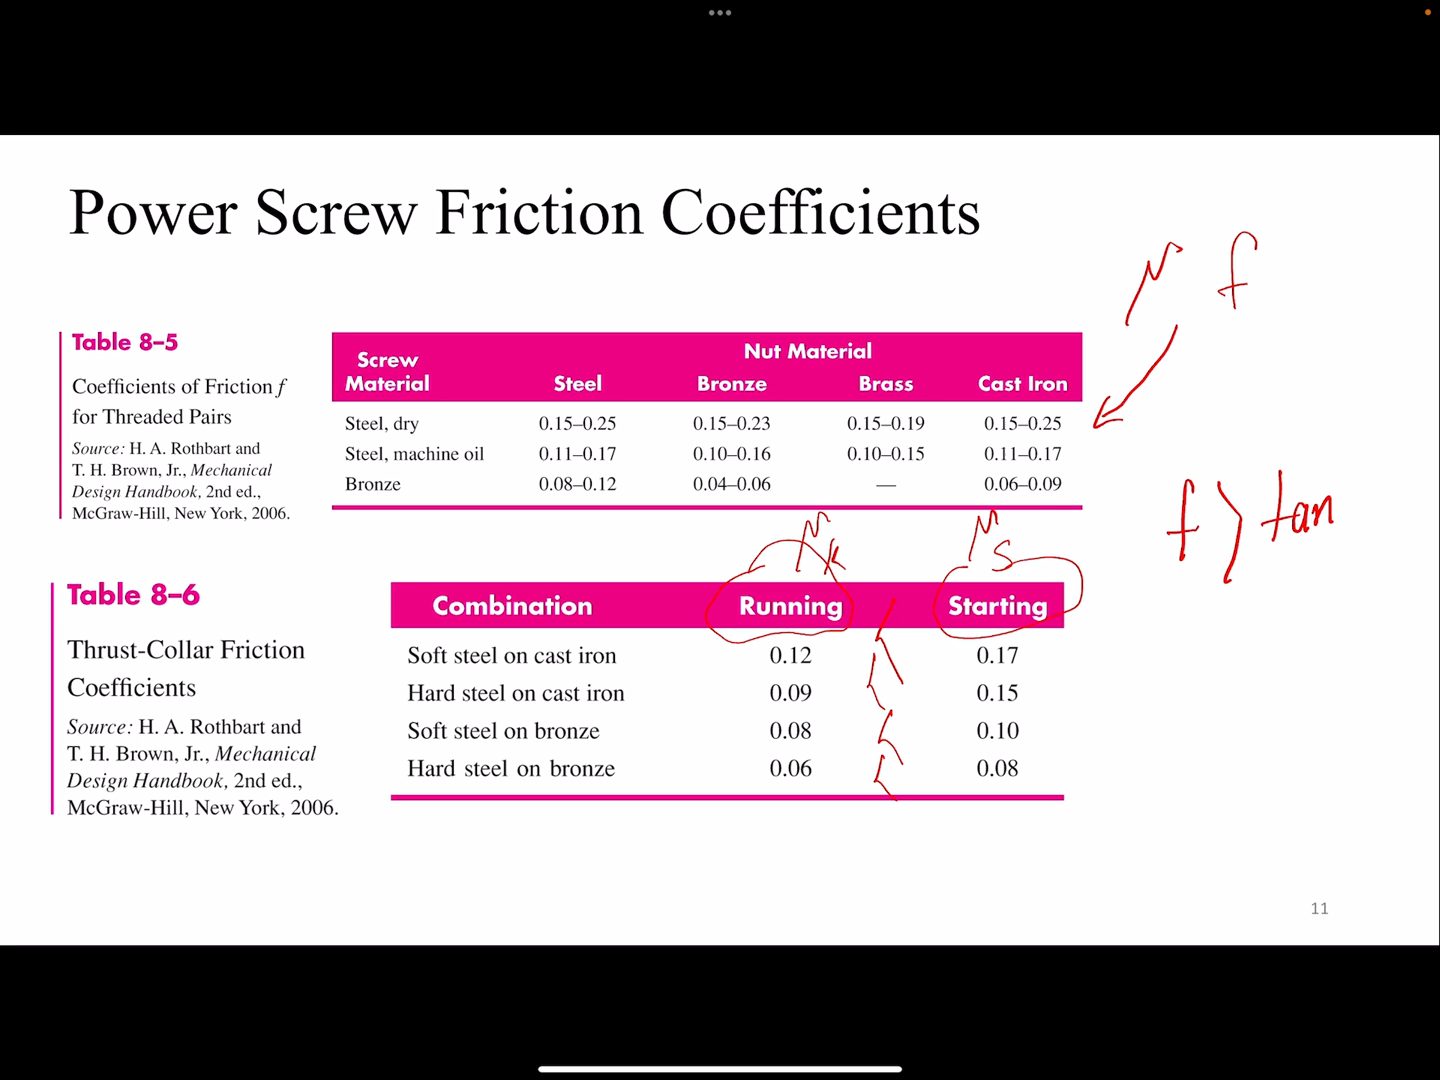 Power Screw Friction Coefficients
μ f
Table 8–5
Coefficients of Friction f
for Threaded Pairs
Source: H. A. Rothbart and
T. H. Brown, Jr., Mechanical
Design Handbook, 2nd ed.,
McGraw-Hill, New York, 2006.
Nut Material
Screw
Material Steel Bronze Brass Cast Iron
Steel, dry 0.15–0.25 0.15–0.23 0.15–0.19 0.15–0.25
Steel, machine oil 0.11–0.17 0.10–0.16 0.10–0.15 0.11–0.17
Bronze 0.08–0.12 0.04–0.06 — 0.06–0.09
f > tan
μk μs
Table 8–6
Thrust-Collar Friction
Coefficients
Source: H. A. Rothbart and
T. H. Brown, Jr., Mechanical
Design Handbook, 2nd ed.,
McGraw-Hill, New York, 2006.
Combination Running Starting
Soft steel on cast iron 0.12 < 0.17
Hard steel on cast iron 0.09 < 0.15
Soft steel on bronze 0.08 < 0.10
Hard steel on bronze 0.06 < 0.08
11